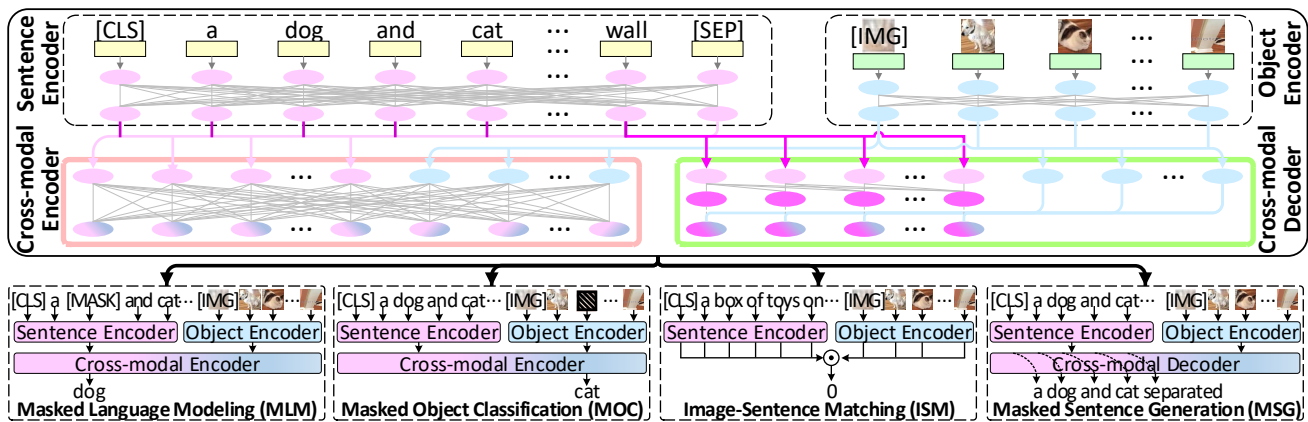 [CLS] a dog and cat ... wall [SEP]
[IMG] ...
Sentence Encoder
Object Encoder
Cross-modal Encoder
Cross-modal Decoder
[CLS] a [MASK] and cat... [IMG] ...
Sentence Encoder Object Encoder
Cross-modal Encoder
dog
Masked Language Modeling (MLM)
[CLS] a dog and cat... [IMG] ...
Sentence Encoder Object Encoder
Cross-modal Encoder
cat
Masked Object Classification (MOC)
[CLS] a box of toys on... [IMG] ...
Sentence Encoder Object Encoder
0
Image-Sentence Matching (ISM)
[CLS] a dog and cat... [IMG] ...
Sentence Encoder Object Encoder
Cross-modal Decoder
a dog and cat separated
Masked Sentence Generation (MSG)